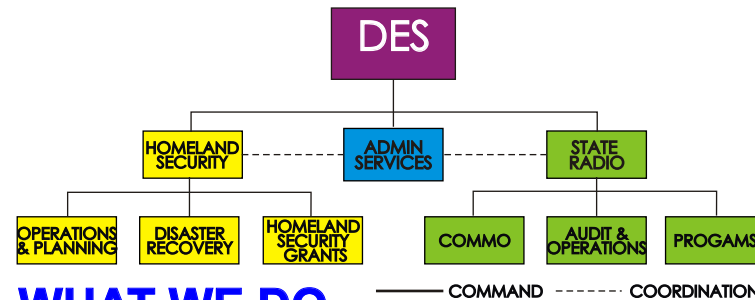 DES
HOMELAND
SECURITY
ADMIN
SERVICES
STATE
RADIO
OPERATIONS
& PLANNING
DISASTER
RECOVERY
HOMELAND
SECURITY
GRANTS
COMMO
AUDIT &
OPERATIONS
PROGAMS
WHAT WE DO
COMMAND
COORDINATION